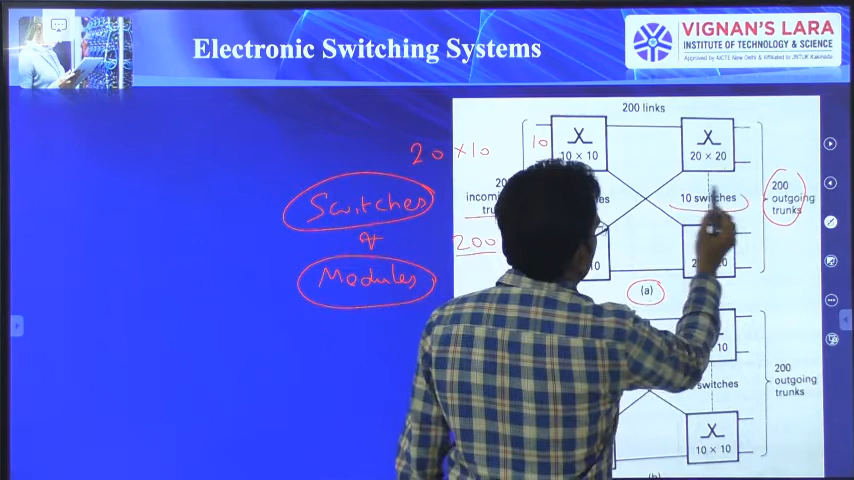 Electronic Switching Systems
VIGNAN'S LARA
INSTITUTE OF TECHNOLOGY & SCIENCE
Approved by AICTE New Delhi & Affiliated to JNTUK Kakinada
200 links
20 × 10
10
10 × 10
20 × 20
Switches
&
Modules
200
incoming
10 switches
200
outgoing
trunks
(a)
200
outgoing
trunks
switches
10 × 10